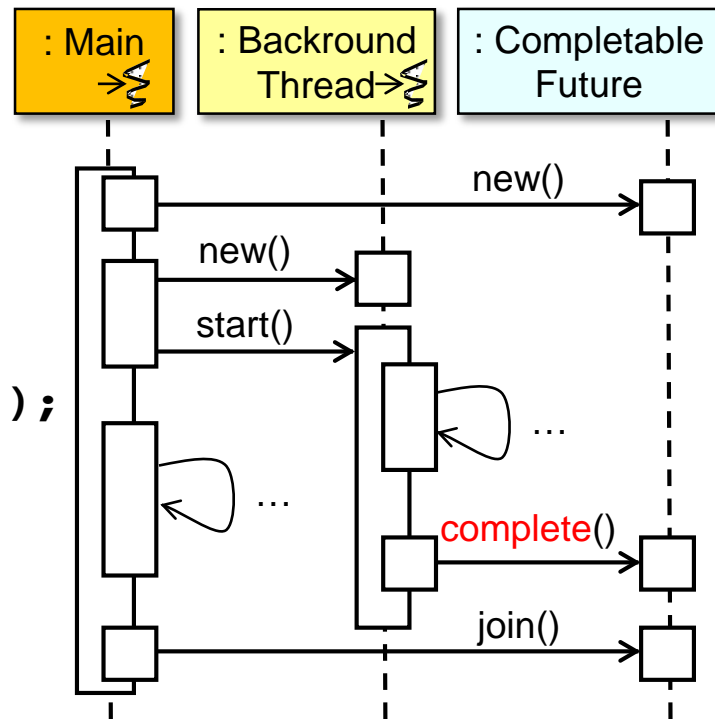 : Main
: Backround
Thread
: Completable
Future
new()
new()
start()
);
…
…
complete()
join()